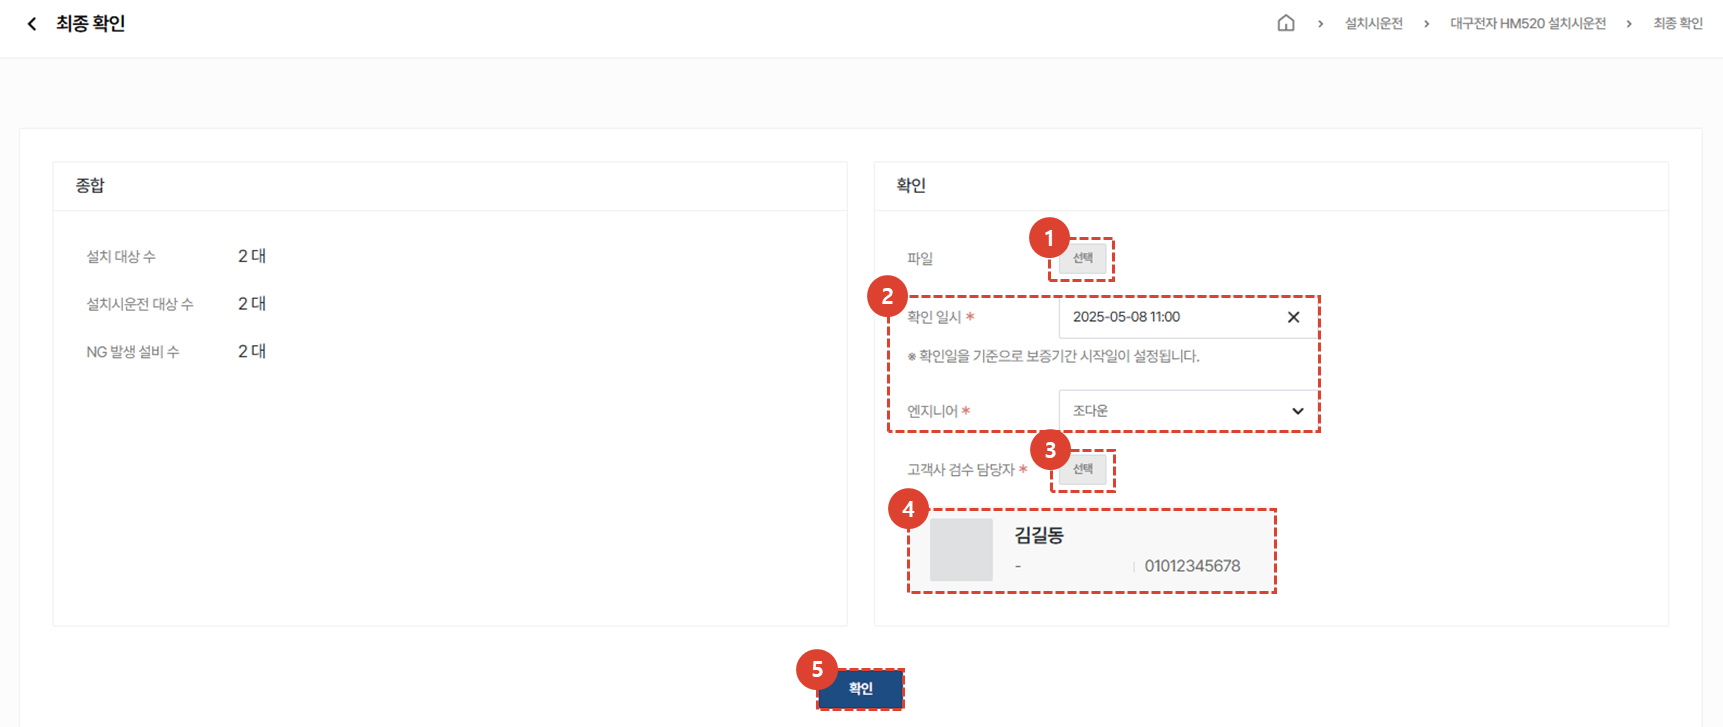 최종 확인
설치시운전 > 대구전자 HM520 설치시운전 > 최종 확인
종합
설치 대상 수 2 대
설치시운전 대상 수 2 대
NG 발생 설비 수 2 대
확인
1
파일 선택
2
확인 일시 * 2025-05-08 11:00
※ 확인일을 기준으로 보증기간 시작일이 설정됩니다.
엔지니어 * 조다운
3
고객사 검수 담당자 * 선택
4
김길동
- | 01012345678
5
확인